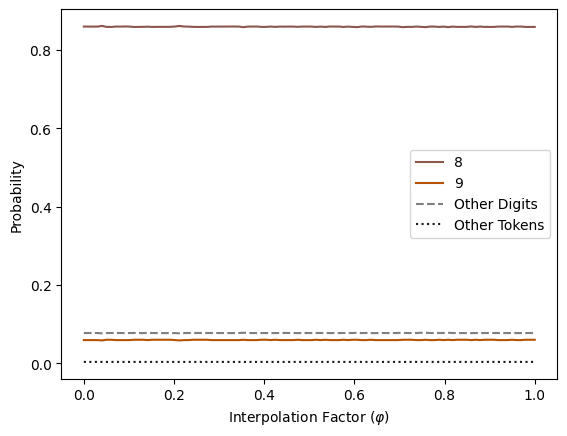 0.8
0.6
0.4
0.2
0.0
Probability
8
9
Other Digits
Other Tokens
0.0 0.2 0.4 0.6 0.8 1.0
Interpolation Factor (φ)